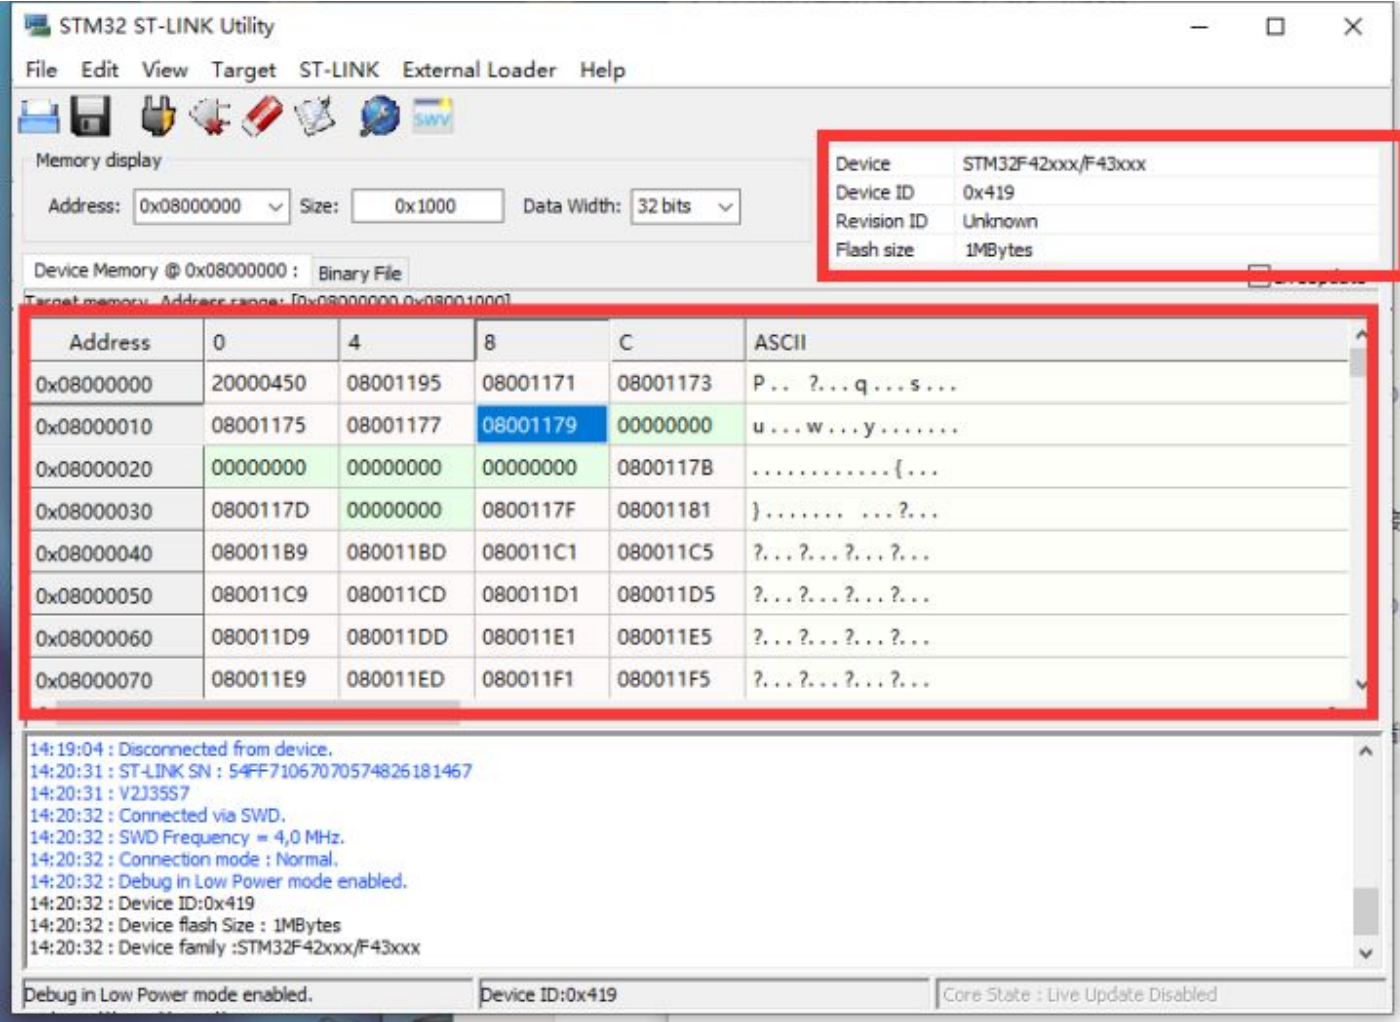 STM32 ST-LINK Utility
File Edit View Target ST-LINK External Loader Help
SWV
Memory display
Address: 0x08000000 Size: 0x1000 Data Width: 32 bits
Device STM32F42xxx/F43xxx
Device ID 0x419
Revision ID Unknown
Flash size 1MBytes
Device Memory @ 0x08000000 : Binary File
Target memory, Address range: [0x08000000 0x08001000]
Address 0 4 8 C ASCII
0x08000000 20000450 08001195 08001171 08001173 P.. ?...q...s...
0x08000010 08001175 08001177 08001179 00000000 u...w...y.......
0x08000020 00000000 00000000 00000000 0800117B ............{...
0x08000030 0800117D 00000000 0800117F 08001181 }....... ...?...
0x08000040 080011B9 080011BD 080011C1 080011C5 ?...?...?...?...
0x08000050 080011C9 080011CD 080011D1 080011D5 ?...?...?...?...
0x08000060 080011D9 080011DD 080011E1 080011E5 ?...?...?...?...
0x08000070 080011E9 080011ED 080011F1 080011F5 ?...?...?...?...
14:19:04 : Disconnected from device.
14:20:31 : ST-LINK SN : 54FF71067070574826181467
14:20:31 : V2J35S7
14:20:32 : Connected via SWD.
14:20:32 : SWD Frequency = 4,0 MHz.
14:20:32 : Connection mode : Normal.
14:20:32 : Debug in Low Power mode enabled.
14:20:32 : Device ID:0x419
14:20:32 : Device flash Size : 1MBytes
14:20:32 : Device family :STM32F42xxx/F43xxx
Debug in Low Power mode enabled. Device ID:0x419 Core State : Live Update Disabled